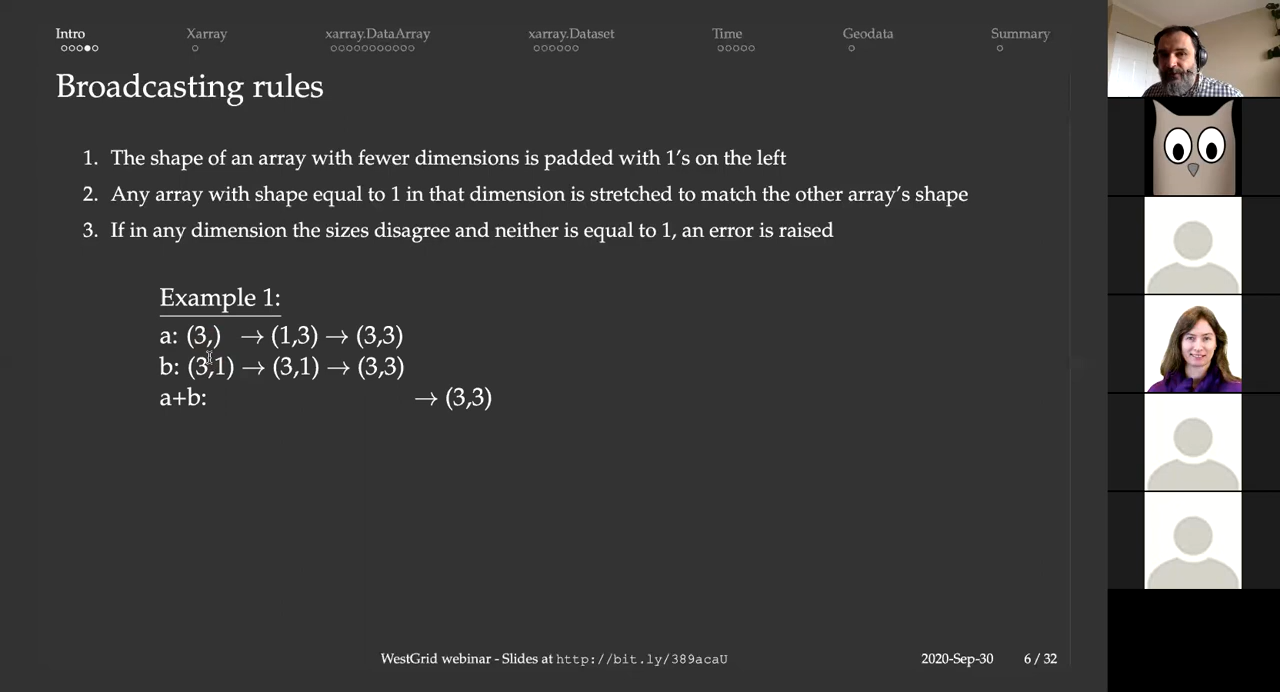 Intro Xarray xarray.DataArray xarray.Dataset Time Geodata Summary
Broadcasting rules
1. The shape of an array with fewer dimensions is padded with 1’s on the left
2. Any array with shape equal to 1 in that dimension is stretched to match the other array’s shape
3. If in any dimension the sizes disagree and neither is equal to 1, an error is raised
Example 1:
a: (3,) → (1,3) → (3,3)
b: (3,1) → (3,1) → (3,3)
a+b: → (3,3)
WestGrid webinar - Slides at http://bit.ly/389acaU 2020-Sep-30 6 / 32